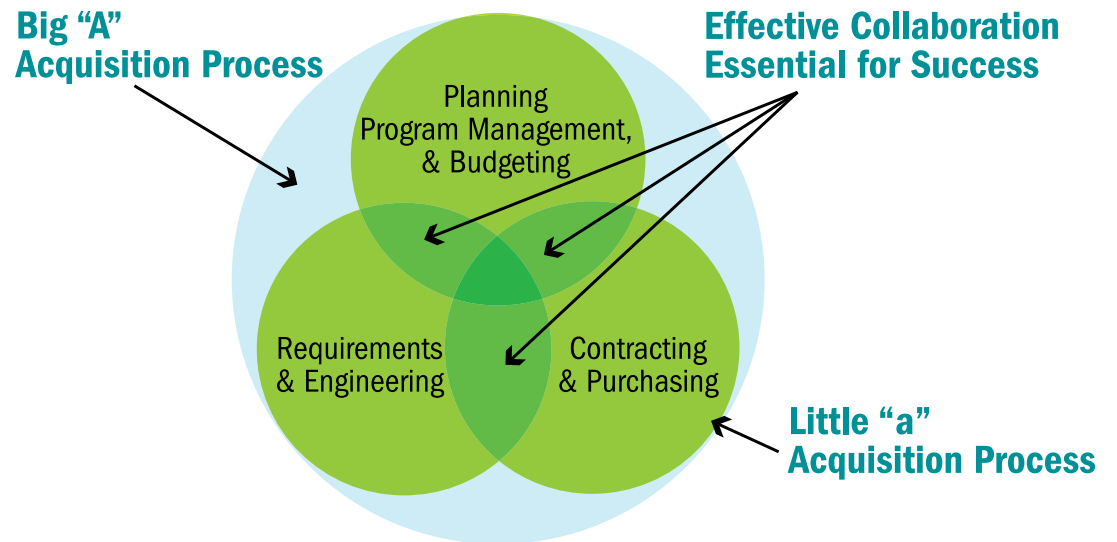 Big “A”
Acquisition Process
Effective Collaboration
Essential for Success
Planning
Program Management,
& Budgeting
Requirements
& Engineering
Contracting
& Purchasing
Little “a”
Acquisition Process